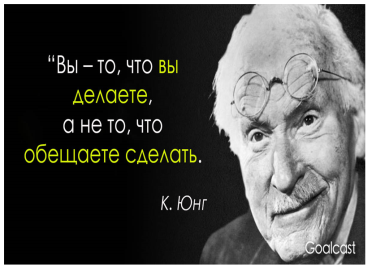 “Вы – то, что вы
делаете,
а не то, что
обещаете сделать.
К. Юнг
Goalcast